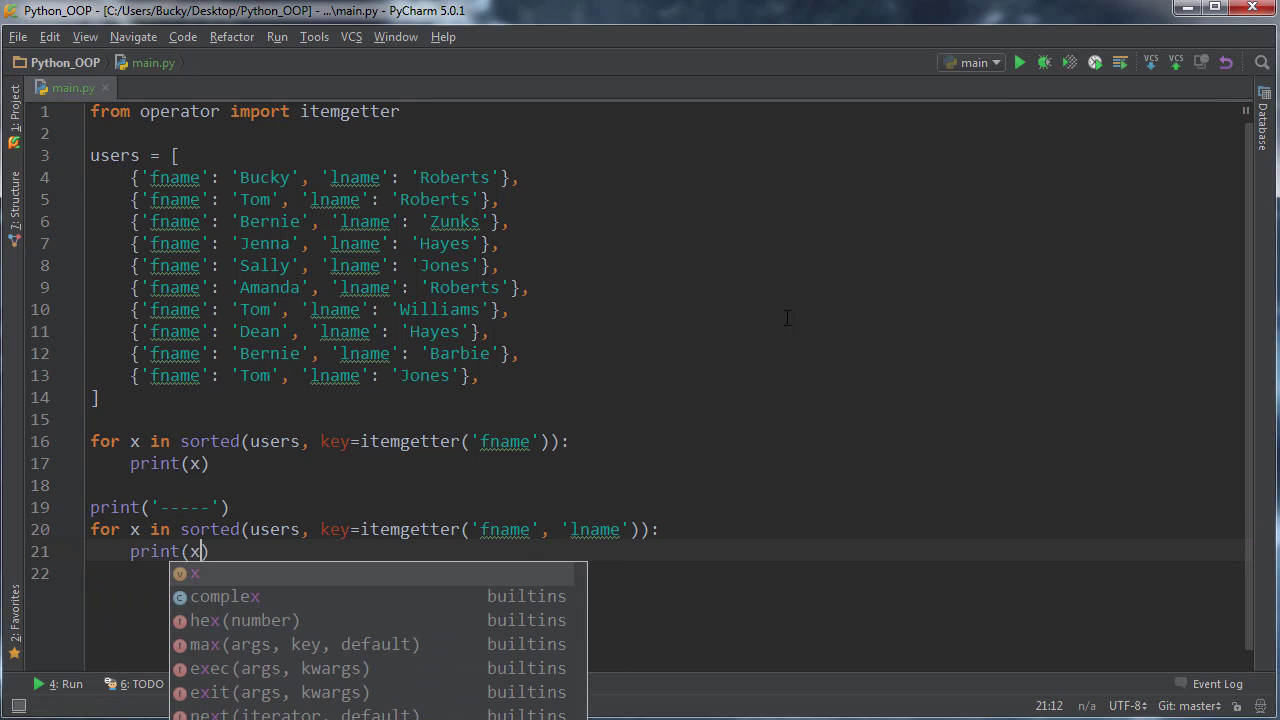 Python_OOP - [C:/Users/Bucky/Desktop/Python_OOP] - ...\main.py - PyCharm 5.0.1
File Edit View Navigate Code Refactor Run Tools VCS Window Help
Python_OOP main.py main VCS VCS
1: Project
7: Structure
2: Favorites
main.py
Database
1 from operator import itemgetter
2
3 users = [
4 {'fname': 'Bucky', 'lname': 'Roberts'},
5 {'fname': 'Tom', 'lname': 'Roberts'},
6 {'fname': 'Bernie', 'lname': 'Zunks'},
7 {'fname': 'Jenna', 'lname': 'Hayes'},
8 {'fname': 'Sally', 'lname': 'Jones'},
9 {'fname': 'Amanda', 'lname': 'Roberts'},
10 {'fname': 'Tom', 'lname': 'Williams'},
11 {'fname': 'Dean', 'lname': 'Hayes'},
12 {'fname': 'Bernie', 'lname': 'Barbie'},
13 {'fname': 'Tom', 'lname': 'Jones'},
14 ]
15
16 for x in sorted(users, key=itemgetter('fname')):
17 print(x)
18
19 print('-----')
20 for x in sorted(users, key=itemgetter('fname', 'lname')):
21 print(x)
22
v x
c complex builtins
f hex(number) builtins
f max(args, key, default) builtins
f exec(args, kwargs) builtins
f exit(args, kwargs) builtins
f next(iterator, default) builtins
4: Run 6: TODO Event Log
21:12 n/a UTF-8 Git: master